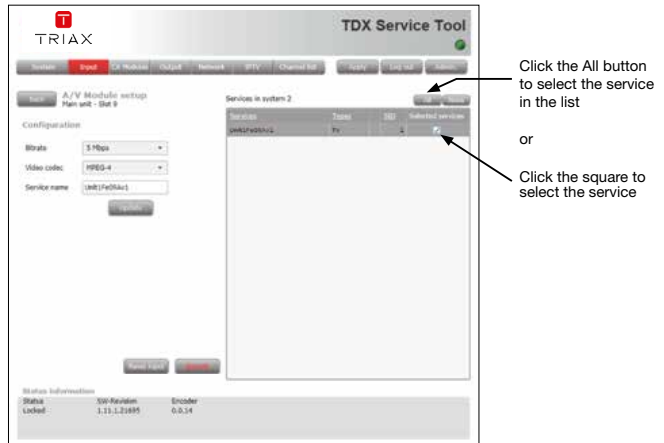 TRIAX
TDX Service Tool
System Input CA Modules Output Network IPTV Channel list Apply Log out Admin
Back A/V Module setup
Main unit - Slot 9
Configuration
Bitrate 5 Mbps
Video codec MPEG-4
Service name
Update
Services in system 2
All None
Services Types SID Selected services
TV 1
Reset input
Status information
Status SW-Revision Encoder
Locked 1.11.1.21695 0.0.14
Click the All button
to select the service
in the list
or
Click the square to
select the service